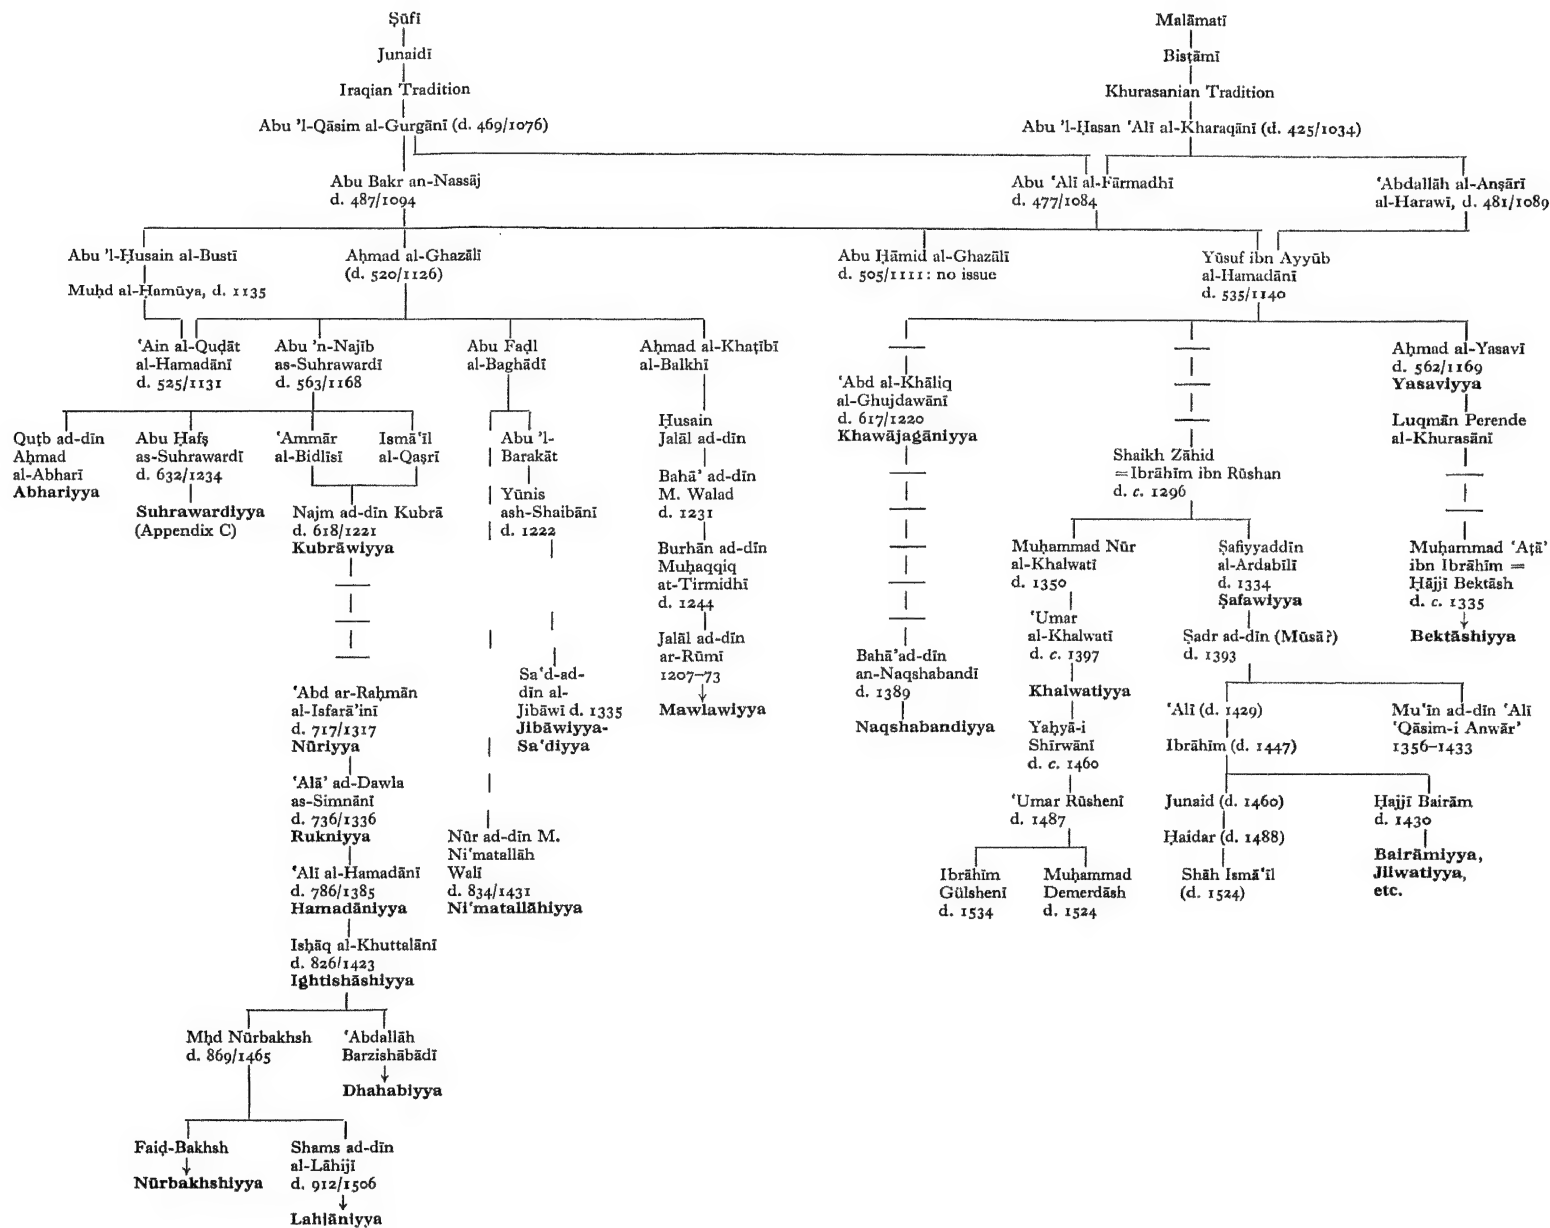 Ṣūfī
Junaidī
Iraqian Tradition
Abu 'l-Qāsim al-Gurgānī (d. 469/1076)
Malāmatī
Bisṭāmī
Khurasanian Tradition
Abu 'l-Ḥasan 'Alī al-Kharaqānī (d. 425/1034)
Abu Bakr an-Nassāj
d. 487/1094
Abu 'Alī al-Fārmadhī
d. 477/1084
'Abdallāh al-Anṣārī
al-Harawī, d. 481/1089
Abu 'l-Ḥusain al-Bustī
Muḥd al-Ḥamūya, d. 1135
Aḥmad al-Ghazālī
(d. 520/1126)
Abu Ḥāmid al-Ghazālī
d. 505/1111: no issue
Yūsuf ibn Ayyūb
al-Hamadānī
d. 535/1140
'Ain al-Quḍāt
al-Hamadānī
d. 525/1131
Abu 'n-Najīb
as-Suhrawardī
d. 563/1168
Abu Faḍl
al-Baghādī
Aḥmad al-Khaṭībī
al-Balkhī
'Abd al-Khāliq
al-Ghujdawānī
d. 617/1220
Khawājagāniyya
Aḥmad al-Yasavī
d. 562/1169
Yasaviyya
Luqmān Perende
al-Khurasānī
Quṭb ad-dīn
Aḥmad
al-Abharī
Abhariyya
Abu Ḥafṣ
as-Suhrawardī
d. 632/1234
Suhrawardiyya
(Appendix C)
'Ammār
al-Bidlīsī
Ismā'īl
al-Qaṣrī
Najm ad-dīn Kubrā
d. 618/1221
Kubrāwiyya
Abu 'l-
Barakāt
Yūnis
ash-Shaibānī
d. 1222
Ḥusain
Jalāl ad-dīn
Bahā' ad-dīn
M. Walad
d. 1231
Burhān ad-dīn
Muḥaqqiq
at-Tirmidhī
d. 1244
Jalāl ad-dīn
ar-Rūmī
1207–73
Mawlawiyya
Shaikh Zāhid
=Ibrāhīm ibn Rūshan
d. c. 1296
Muḥammad Nūr
al-Khalwatī
d. 1350
'Umar
al-Khalwatī
d. c. 1397
Khalwatiyya
Yaḥyā-i
Shīrwānī
d. c. 1460
'Umar Rūshenī
d. 1487
Ibrāhīm
Gülshenī
d. 1534
Muḥammad
Demerdāsh
d. 1524
Ṣafiyyaddīn
al-Ardabīlī
d. 1334
Ṣafawiyya
Ṣadr ad-dīn (Mūsā?)
d. 1393
'Alī (d. 1429)
Ibrāhīm (d. 1447)
Mu'īn ad-dīn 'Alī
'Qāsim-i Anwār'
1356–1433
Junaid (d. 1460)
Ḥaidar (d. 1488)
Shāh Ismā'īl
(d. 1524)
Ḥajjī Bairām
d. 1430
Bairāmiyya,
Jilwatiyya,
etc.
Muḥammad 'Aṭā'
ibn Ibrāhīm =
Ḥājjī Bektāsh
d. c. 1335
Bektāshiyya
Bahā'ad-dīn
an-Naqshabandī
d. 1389
Naqshabandiyya
Sa'd-ad-
dīn al-
Jibāwī d. 1335
Jibāwiyya-
Sa'diyya
Nūr ad-dīn M.
Ni'matallāh
Walī
d. 834/1431
Ni'matallāhiyya
'Abd ar-Raḥmān
al-Isfarā'inī
d. 717/1317
Nūriyya
'Alā' ad-Dawla
as-Simnānī
d. 736/1336
Rukniyya
'Alī al-Hamadānī
d. 786/1385
Hamadāniyya
Isḥāq al-Khuttalānī
d. 826/1423
Ightishāshiyya
Mḥd Nūrbakhsh
d. 869/1465
'Abdallāh
Barzishābādī
Dhahabiyya
Faiḍ-Bakhsh
Nūrbakhshiyya
Shams ad-dīn
al-Lāhijī
d. 912/1506
Lahjāniyya